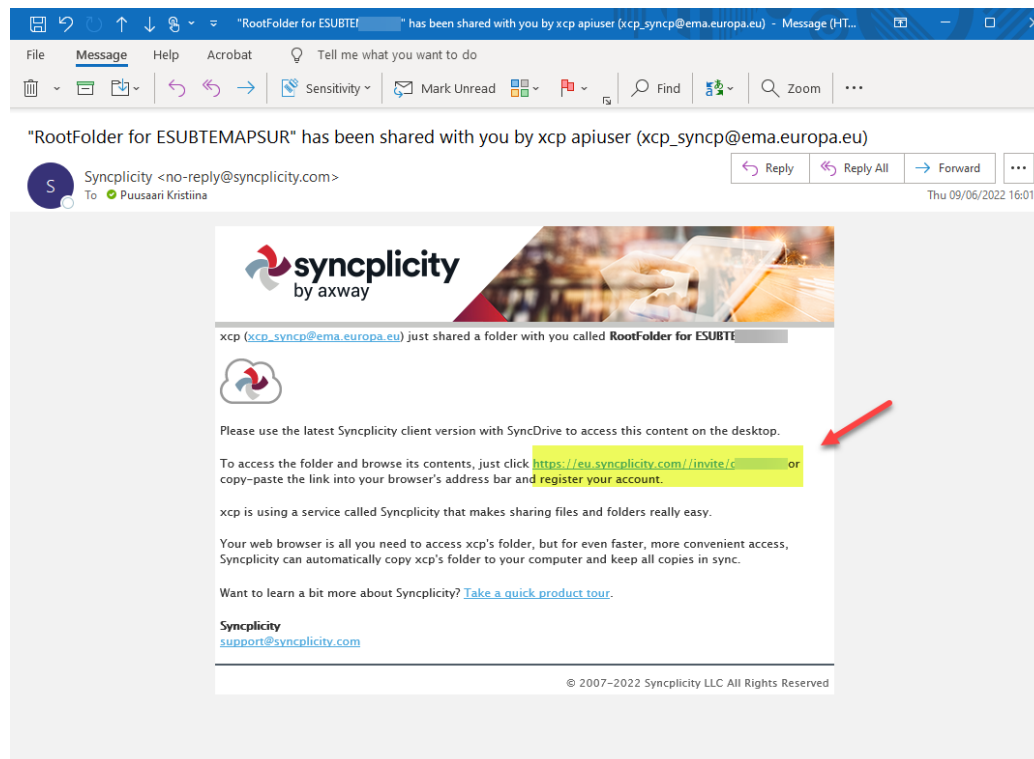 "RootFolder for ESUBTE " has been shared with you by xcp apiuser (xcp_syncp@ema.europa.eu) - Message (HT...
File Message Help Acrobat Tell me what you want to do
Sensitivity Mark Unread Find Zoom
"RootFolder for ESUBTEMAPSUR" has been shared with you by xcp apiuser (xcp_syncp@ema.europa.eu)
S
Syncplicity <no-reply@syncplicity.com>
To Puusaari Kristiina
Reply Reply All Forward
Thu 09/06/2022 16:01
syncplicity
by axway
xcp (xcp_syncp@ema.europa.eu) just shared a folder with you called RootFolder for ESUBTE
Please use the latest Syncplicity client version with SyncDrive to access this content on the desktop.
To access the folder and browse its contents, just click https://eu.syncplicity.com//invite/ or
copy-paste the link into your browser's address bar and register your account.
xcp is using a service called Syncplicity that makes sharing files and folders really easy.
Your web browser is all you need to access xcp's folder, but for even faster, more convenient access,
Syncplicity can automatically copy xcp's folder to your computer and keep all copies in sync.
Want to learn a bit more about Syncplicity? Take a quick product tour.
Syncplicity
support@syncplicity.com
© 2007-2022 Syncplicity LLC All Rights Reserved